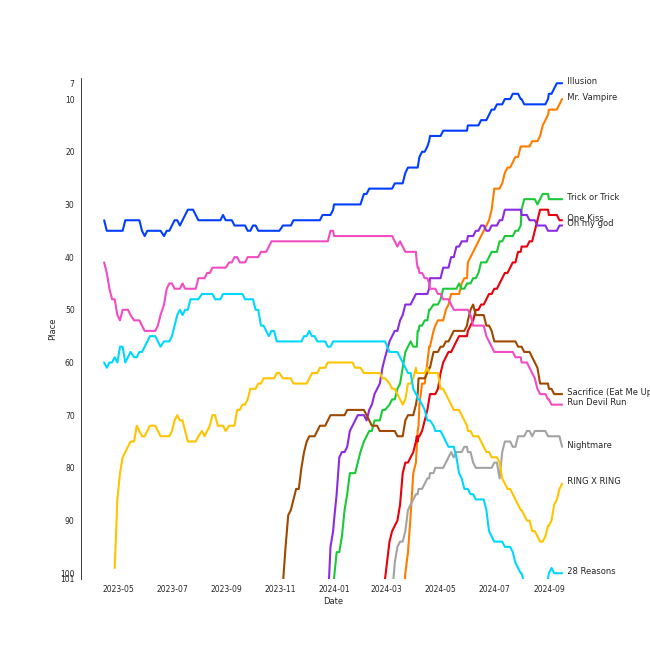 7
10
20
30
40
50
60
70
80
90
100
101
Place
2023-05
2023-07
2023-09
2023-11
2024-01
2024-03
2024-05
2024-07
2024-09
Date
Illusion
Mr. Vampire
Trick or Trick
One Kiss
Oh my god
Sacrifice (Eat Me Up
Run Devil Run
Nightmare
RING X RING
28 Reasons